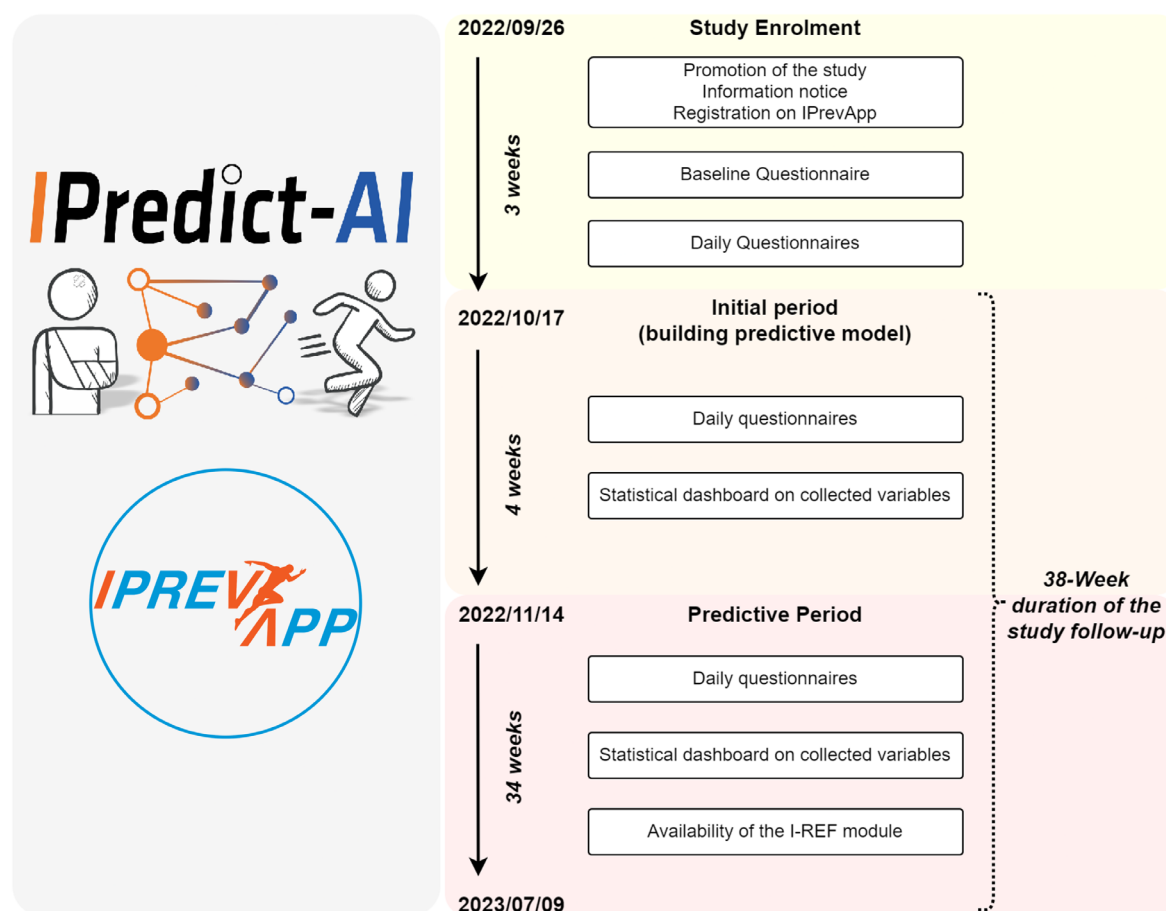 IPredict-AI
IPREV
APP
2022/09/26
Study Enrolment
Promotion of the study
Information notice
Registration on IPrevApp
3 weeks
Baseline Questionnaire
Daily Questionnaires
2022/10/17
Initial period
(building predictive model)
4 weeks
Daily questionnaires
Statistical dashboard on collected variables
2022/11/14
Predictive Period
34 weeks
Daily questionnaires
Statistical dashboard on collected variables
Availability of the I-REF module
2023/07/09
38-Week
duration of the
study follow-up